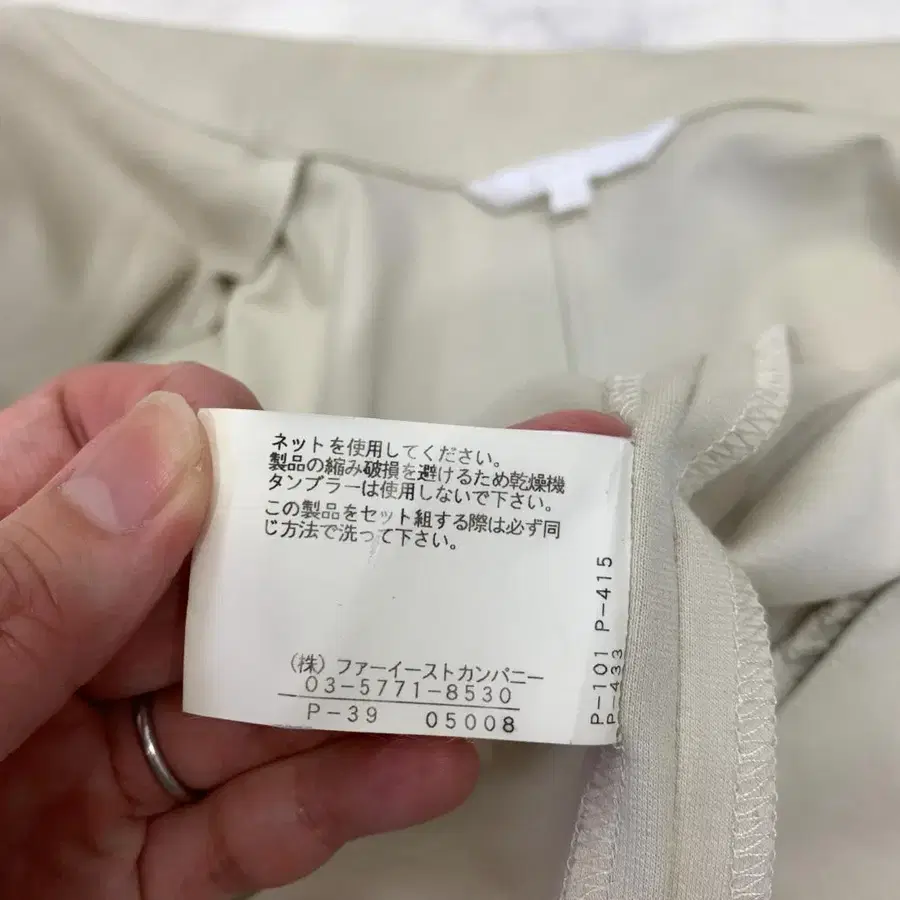 ネットを使用してください。
製品の縮み破損を避けるため乾燥機
タンブラーは使用しないで下さい。
この製品をセット組する際は必ず同
じ方法で洗って下さい。
(株) ファーイーストカンパニー
03-5771-8530
P-39 05008
P-101 P-415
P-433